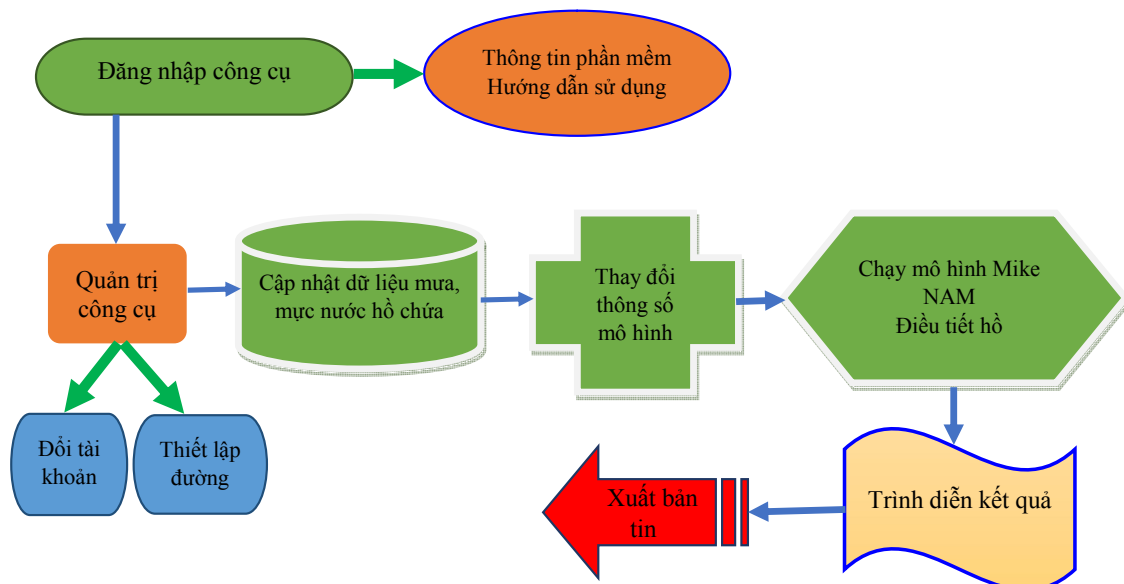 Đăng nhập công cụ
Thông tin phần mềm
Hướng dẫn sử dụng
Quản trị
công cụ
Cập nhật dữ liệu mưa,
mực nước hồ chứa
Thay đổi
thông số
mô hình
Chạy mô hình Mike
NAM
Điều tiết hồ
Đổi tài
khoản
Thiết lập
đường
Xuất bản
tin
Trình diễn kết quả